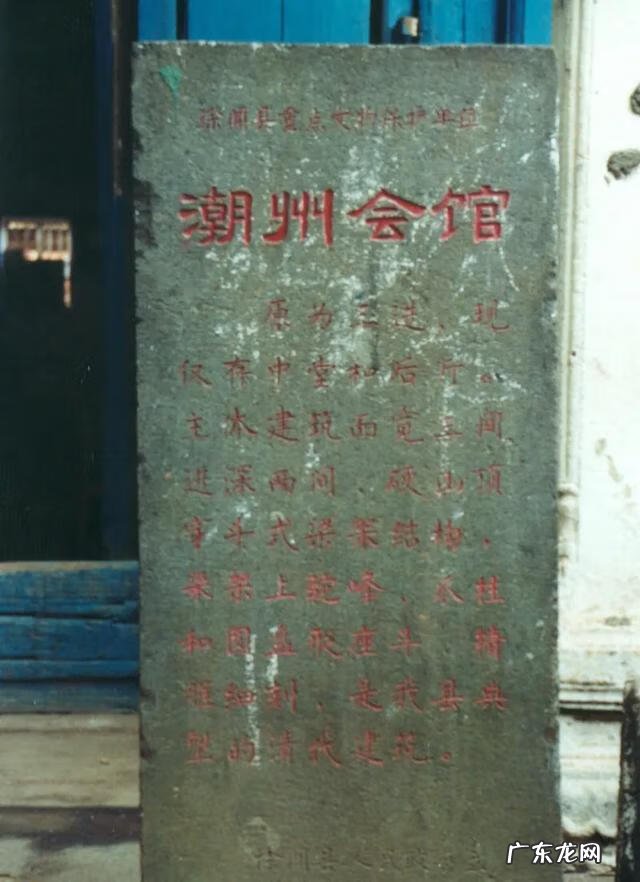 徐闻县重点文物保护单位
潮州会馆
原为三进、现
仅存中堂和后厅。
主体建筑面宽三间
进深两间、硬山顶
穿斗式梁架结构，
梁架上驼峰、瓜柱
和圆盘形座斗 精
雕细刻，是我县典
型的清代建筑。
广东龙网